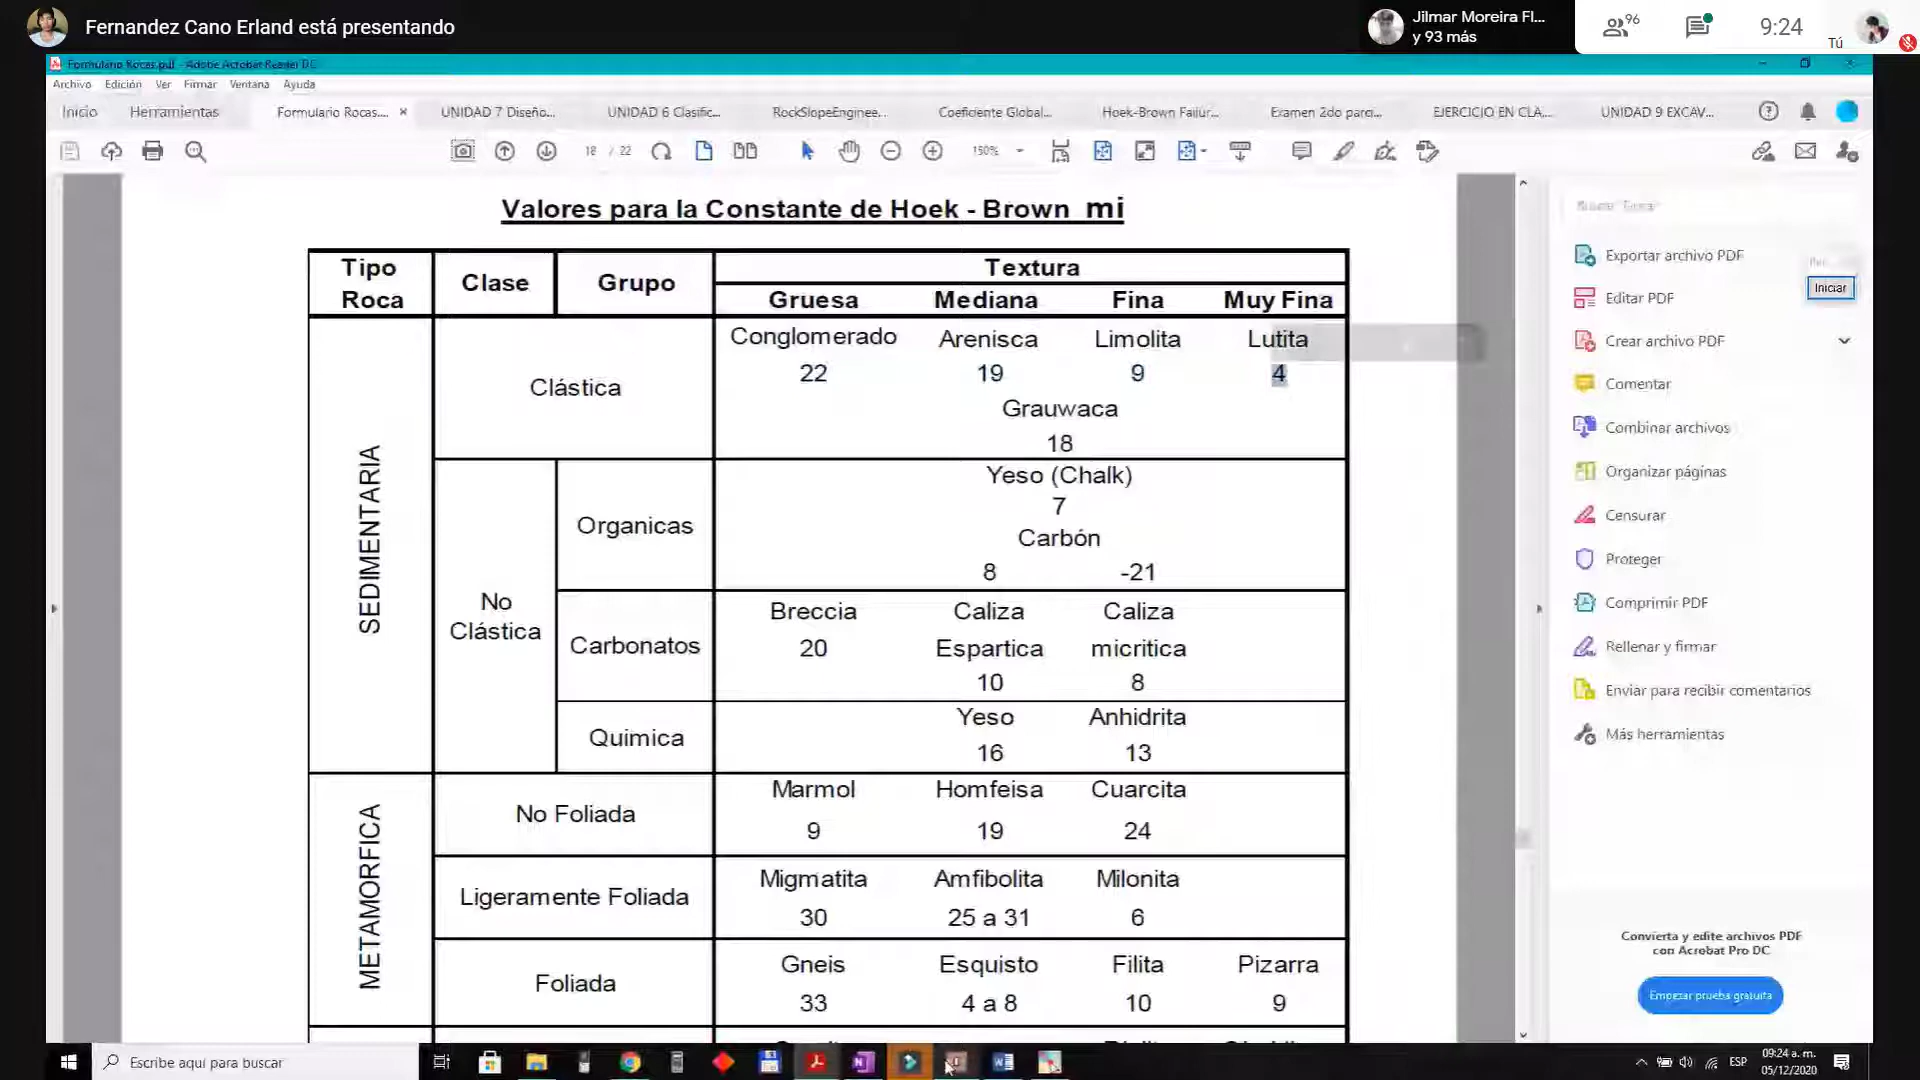 Fernandez Cano Erland está presentando
Jilmar Moreira Fl...
y 93 más
96
9:24
Tú
Formulario Rocas.pdf - Adobe Acrobat Reader DC
Archivo Edición Ver Firmar Ventana Ayuda
Inicio Herramientas Formulario Rocas.... × UNIDAD 7 Diseño... UNIDAD 6 Clasific... RockSlopeEnginee... Coeficiente Global... Hoek-Brown Failur... Examen 2do parci... EJERCICIO EN CLA... UNIDAD 9 EXCAV...
18 / 22 150%
Valores para la Constante de Hoek - Brown mi
Tipo Roca Clase Grupo Textura
Gruesa Mediana Fina Muy Fina
SEDIMENTARIA
Clástica
Conglomerado Arenisca Limolita Lutita
22 19 9 4
Grauwaca
18
No Clástica
Organicas
Yeso (Chalk)
7
Carbón
8 -21
Carbonatos
Breccia Caliza Caliza
20 Espartica micritica
10 8
Quimica
Yeso Anhidrita
16 13
METAMORFICA
No Foliada
Marmol Homfeisa Cuarcita
9 19 24
Ligeramente Foliada
Migmatita Amfibolita Milonita
30 25 a 31 6
Foliada
Gneis Esquisto Filita Pizarra
33 4 a 8 10 9
Exportar archivo PDF
Iniciar
Editar PDF
Crear archivo PDF
Comentar
Combinar archivos
Organizar páginas
Censurar
Proteger
Comprimir PDF
Rellenar y firmar
Enviar para recibir comentarios
Más herramientas
Convierta y edite archivos PDF
con Acrobat Pro DC
Empezar prueba gratuita
Escribe aquí para buscar
ESP
09:24 a. m.
05/12/2020